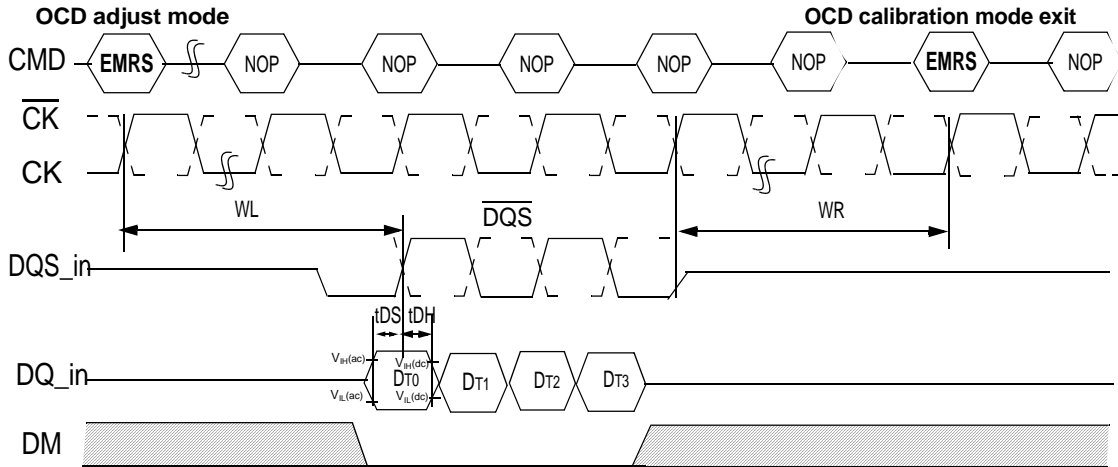 OCD adjust mode OCD calibration mode exit
CMD EMRS NOP NOP NOP NOP NOP EMRS NOP
CK
CK
WL DQS WR
DQS_in
tDS tDH
VIH(ac) VIH(dc)
DQ_in DT0 DT1 DT2 DT3
VIL(ac) VIL(dc)
DM